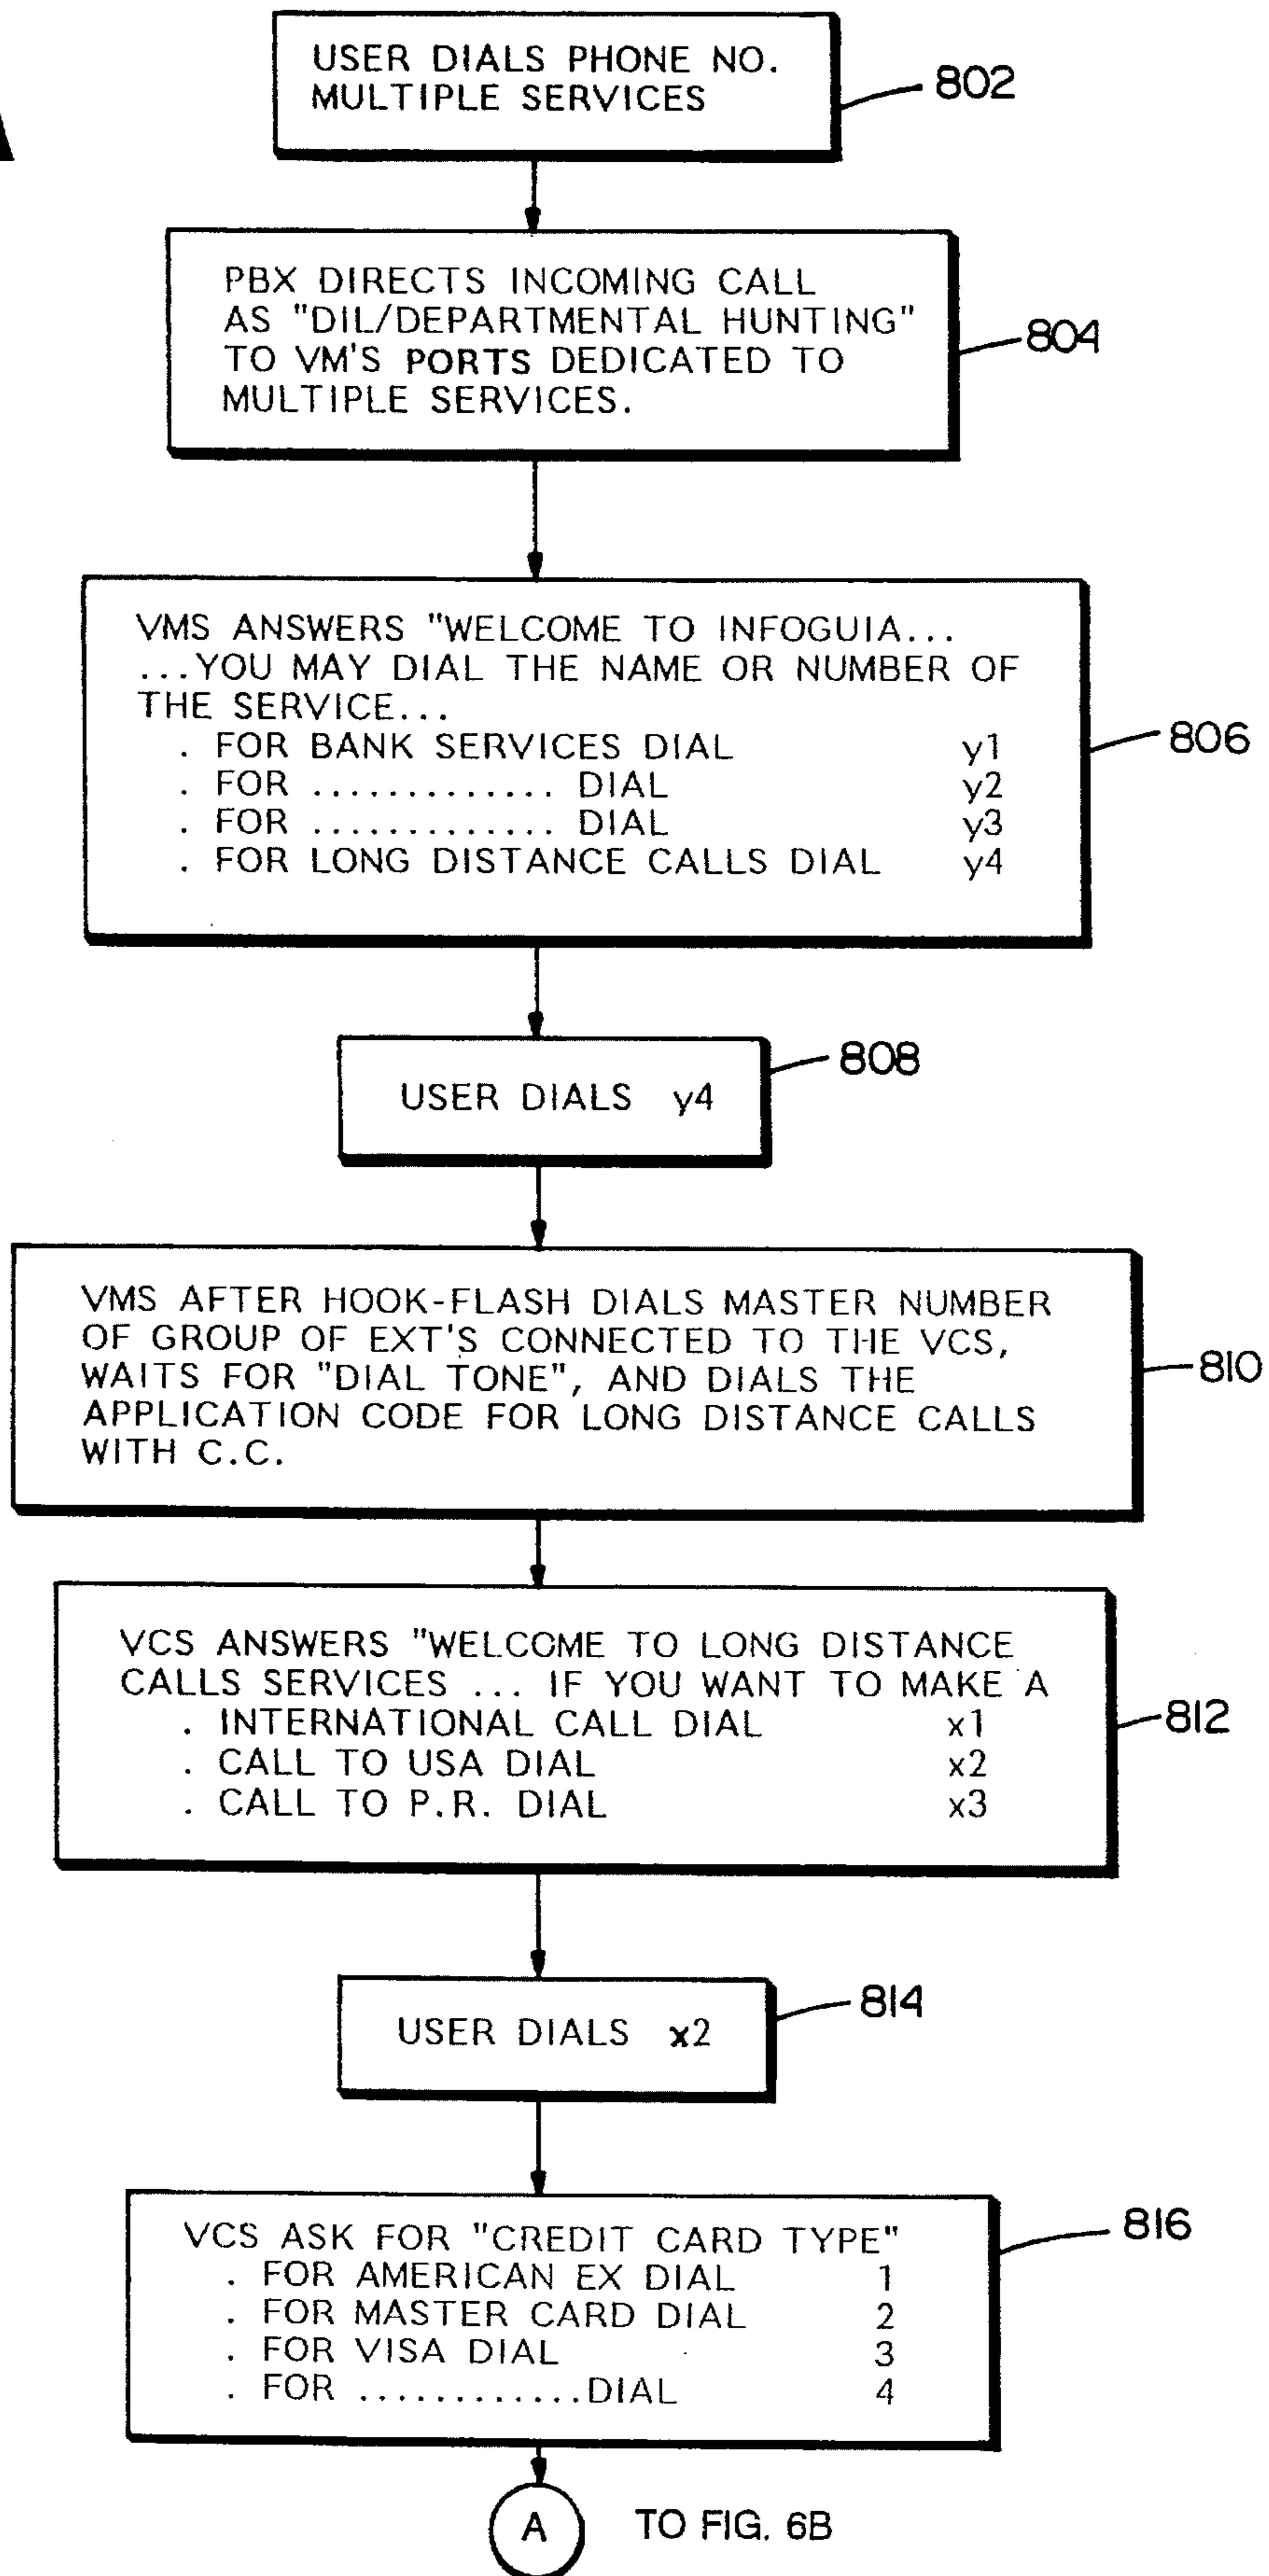 USER DIALS PHONE NO.
MULTIPLE SERVICES
802
PBX DIRECTS INCOMING CALL
AS "DIL/DEPARTMENTAL HUNTING"
TO VM'S PORTS DEDICATED TO
MULTIPLE SERVICES.
804
VMS ANSWERS "WELCOME TO INFOGUIA...
...YOU MAY DIAL THE NAME OR NUMBER OF
THE SERVICE...
. FOR BANK SERVICES DIAL y1
. FOR ............. DIAL y2
. FOR ............. DIAL y3
. FOR LONG DISTANCE CALLS DIAL y4
806
USER DIALS y4
808
VMS AFTER HOOK-FLASH DIALS MASTER NUMBER
OF GROUP OF EXT'S CONNECTED TO THE VCS,
WAITS FOR "DIAL TONE", AND DIALS THE
APPLICATION CODE FOR LONG DISTANCE CALLS
WITH C.C.
810
VCS ANSWERS "WELCOME TO LONG DISTANCE
CALLS SERVICES ... IF YOU WANT TO MAKE A
. INTERNATIONAL CALL DIAL x1
. CALL TO USA DIAL x2
. CALL TO P.R. DIAL x3
812
USER DIALS x2
814
VCS ASK FOR "CREDIT CARD TYPE"
. FOR AMERICAN EX DIAL 1
. FOR MASTER CARD DIAL 2
. FOR VISA DIAL 3
. FOR ............DIAL 4
816
A TO FIG. 6B